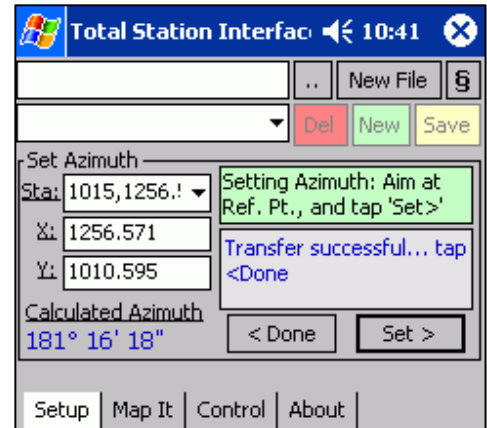 Total Station Interfac 10:41
.. New File §
Del New Save
Set Azimuth
Sta: 1015,1256.!
Setting Azimuth: Aim at
Ref. Pt., and tap 'Set>'
X: 1256.571
Y: 1010.595
Transfer successful... tap
<Done
Calculated Azimuth
181° 16' 18"
< Done Set >
Setup Map It Control About